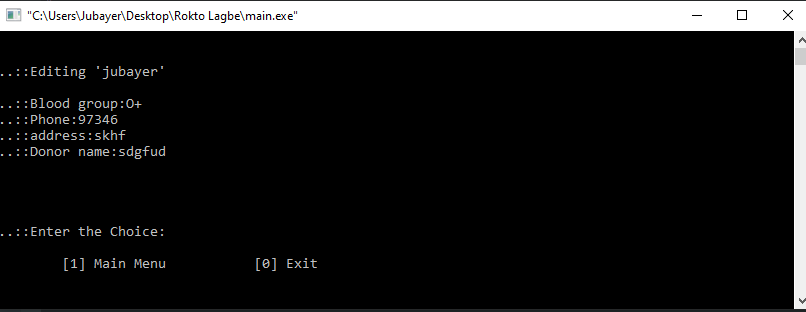 "C:\Users\Jubayer\Desktop\Rokto Lagbe\main.exe"
..::Editing 'jubayer'
..::Blood group:O+
..::Phone:97346
..::address:skhf
..::Donor name:sdgfud
..::Enter the Choice:
[1] Main Menu           [0] Exit